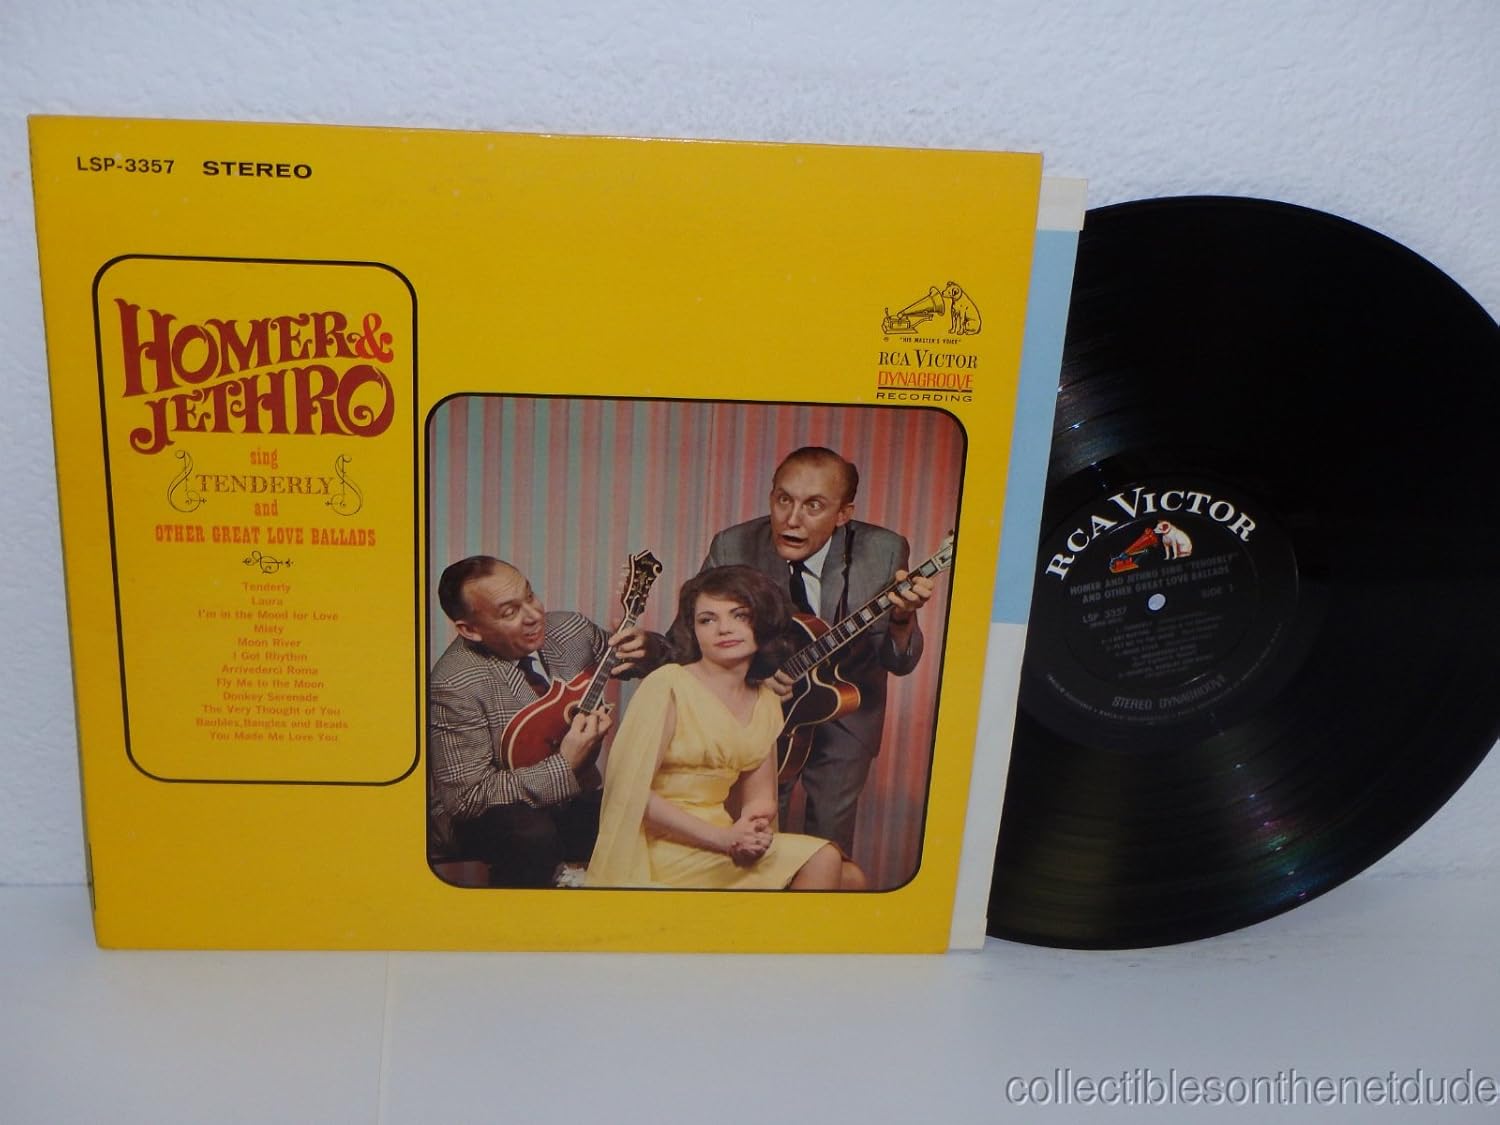 LSP-3357 STEREO
HOMER &
JETHRO
sing
TENDERLY
and
OTHER GREAT LOVE BALLADS
Tenderly
Laura
I'm in the Mood for Love
Misty
Moon River
I Got Rhythm
Arrivederci Roma
Fly Me to the Moon
Donkey Serenade
The Very Thought of You
Baubles, Bangles and Beads
You Made Me Love You
"HIS MASTER'S VOICE"
RCA VICTOR
DYNAGROOVE
RECORDING
RCA VICTOR
HOMER AND JETHRO SING "TENDERLY"
AND OTHER GREAT LOVE BALLADS
LSP 3357
SIDE 1
STEREO DYNAGROOVE
collectiblesonthenetdude